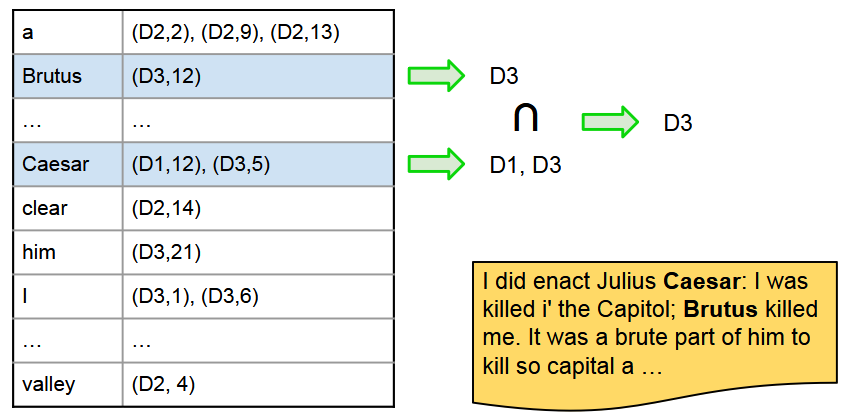 a (D2,2), (D2,9), (D2,13)
Brutus (D3,12) D3
… … ∩ D3
Caesar (D1,12), (D3,5) D1, D3
clear (D2,14)
him (D3,21)
I (D3,1), (D3,6)
… …
valley (D2, 4)
I did enact Julius Caesar: I was
killed i' the Capitol; Brutus killed
me. It was a brute part of him to
kill so capital a …